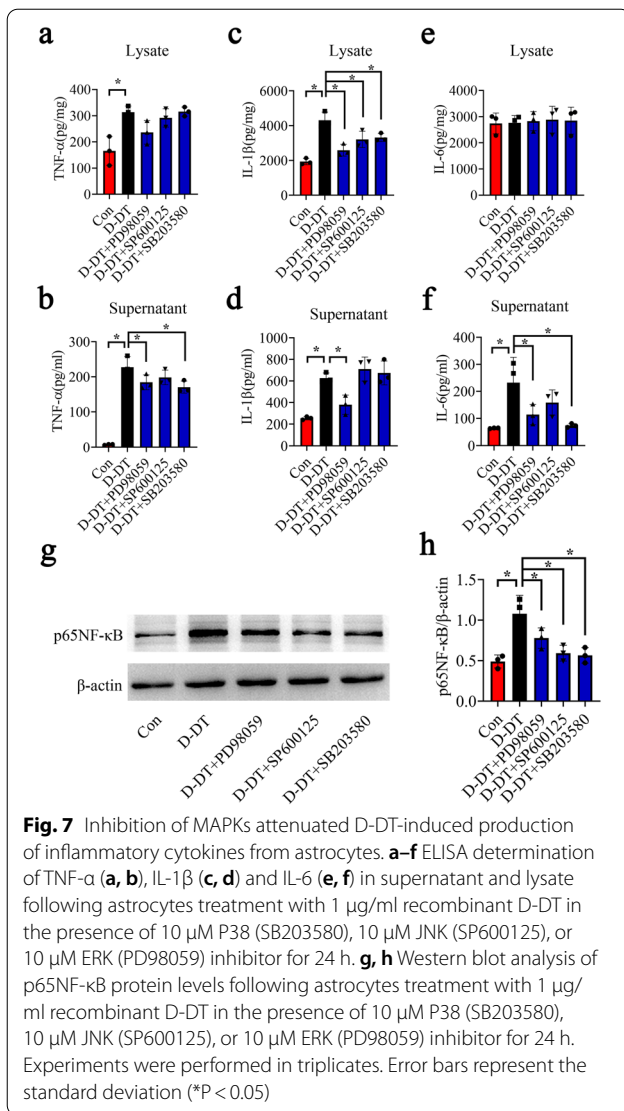 a
Lysate
TNF-α(pg/mg)
400
300
200
100
0
*
Con
D-DT
D-DT+PD98059
D-DT+SP600125
D-DT+SB203580
c
Lysate
IL-1β(pg/mg)
6000
4000
2000
0
* * * *
Con
D-DT
D-DT+PD98059
D-DT+SP600125
D-DT+SB203580
e
Lysate
IL-6(pg/mg)
4000
3000
2000
1000
0
Con
D-DT
D-DT+PD98059
D-DT+SP600125
D-DT+SB203580
b
Supernatant
TNF-α(pg/ml)
300
200
100
0
* * *
Con
D-DT
D-DT+PD98059
D-DT+SP600125
D-DT+SB203580
d
Supernatant
IL-1β(pg/ml)
1000
800
600
400
200
0
* *
Con
D-DT
D-DT+PD98059
D-DT+SP600125
D-DT+SB203580
f
Supernatant
IL-6(pg/ml)
400
300
200
100
0
* * *
Con
D-DT
D-DT+PD98059
D-DT+SP600125
D-DT+SB203580
g
p65NF-κB
β-actin
Con
D-DT
D-DT+PD98059
D-DT+SP600125
D-DT+SB203580
h
p65NF-κB/β-actin
1.5
1.0
0.5
0.0
* * * *
Con
D-DT
D-DT+PD98059
D-DT+SP600125
D-DT+SB203580
Fig. 7 Inhibition of MAPKs attenuated D-DT-induced production
of inflammatory cytokines from astrocytes. a–f ELISA determination
of TNF-α (a, b), IL-1β (c, d) and IL-6 (e, f) in supernatant and lysate
following astrocytes treatment with 1 µg/ml recombinant D-DT in
the presence of 10 µM P38 (SB203580), 10 µM JNK (SP600125), or
10 µM ERK (PD98059) inhibitor for 24 h. g, h Western blot analysis of
p65NF-κB protein levels following astrocytes treatment with 1 µg/
ml recombinant D-DT in the presence of 10 µM P38 (SB203580),
10 µM JNK (SP600125), or 10 µM ERK (PD98059) inhibitor for 24 h.
Experiments were performed in triplicates. Error bars represent the
standard deviation (*P < 0.05)